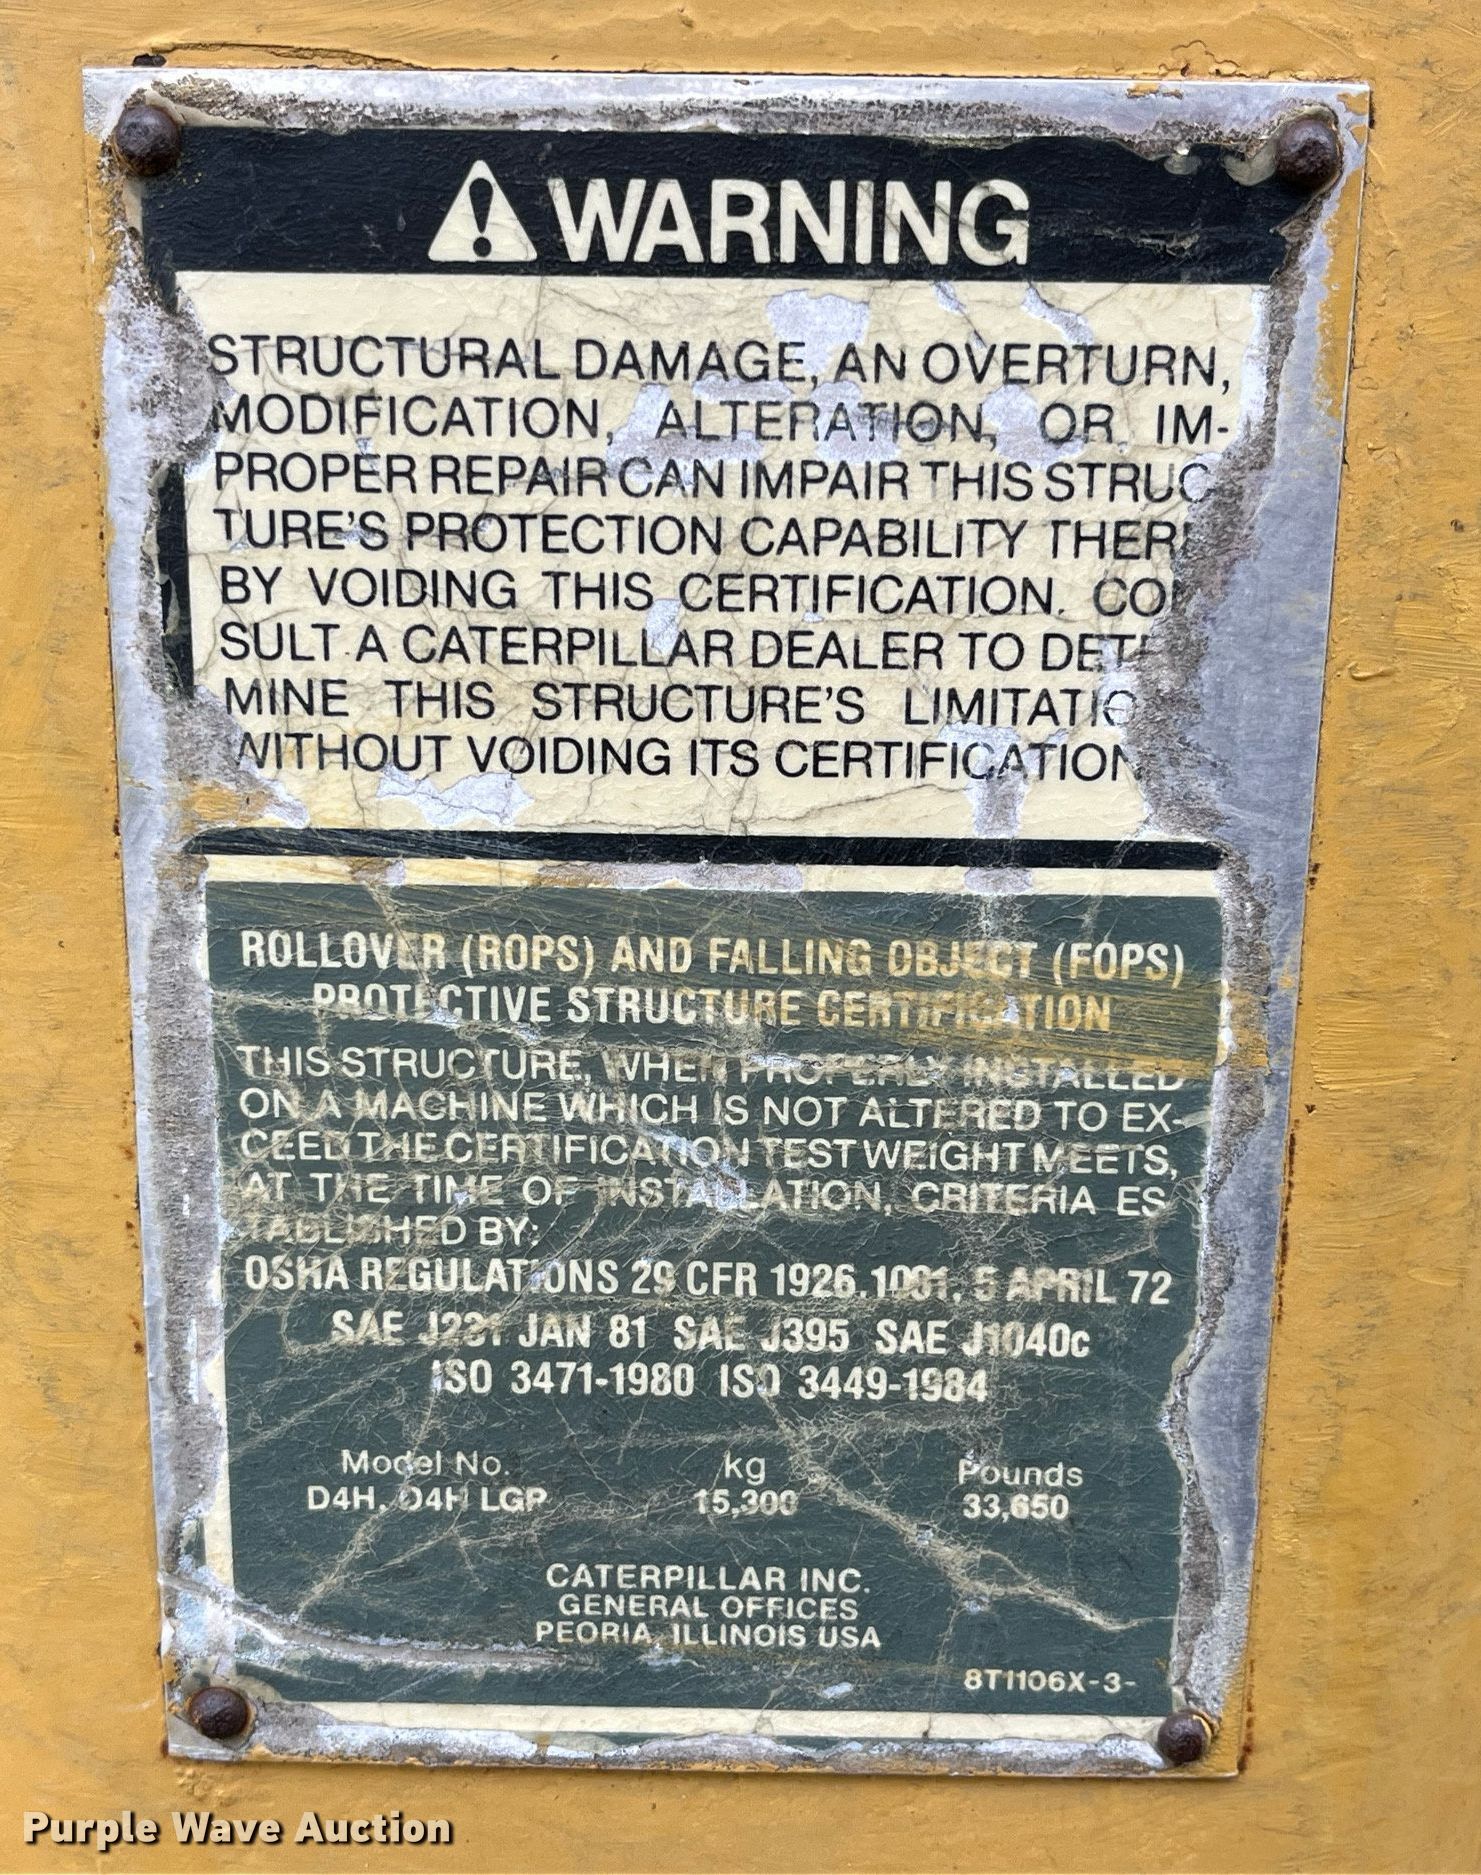 WARNING
STRUCTURAL DAMAGE, AN OVERTURN,
MODIFICATION, ALTERATION, OR IM-
PROPER REPAIR CAN IMPAIR THIS STRUC
TURE'S PROTECTION CAPABILITY THERE
BY VOIDING THIS CERTIFICATION. CON
SULT A CATERPILLAR DEALER TO DETE
MINE THIS STRUCTURE'S LIMITATIO
WITHOUT VOIDING ITS CERTIFICATION
ROLLOVER (ROPS) AND FALLING OBJECT (FOPS)
PROTECTIVE STRUCTURE CERTIFICATION
THIS STRUCTURE, WHEN PROPERLY INSTALLED
ON A MACHINE WHICH IS NOT ALTERED TO EX-
CEED THE CERTIFICATION TEST WEIGHT MEETS,
AT THE TIME OF INSTALLATION, CRITERIA ES
TABLISHED BY:
OSHA REGULATIONS 29 CFR 1926.1001, 5 APRIL 72
SAE J231 JAN 81 SAE J395 SAE J1040c
ISO 3471-1980 ISO 3449-1984
Model No. kg Pounds
D4H, D4H LGP 15,300 33,650
CATERPILLAR INC.
GENERAL OFFICES
PEORIA, ILLINOIS USA
8T1106X-3-
Purple Wave Auction